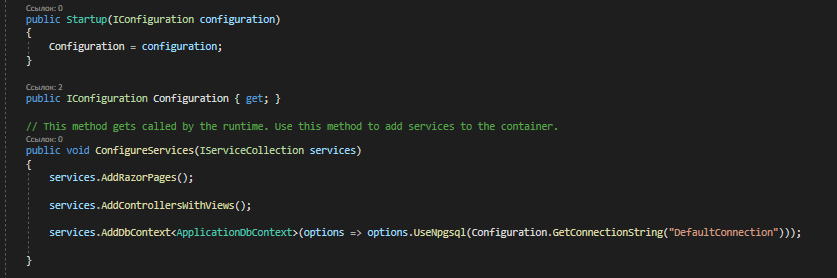 Ссылок: 0
public Startup(IConfiguration configuration)
{
Configuration = configuration;
}
Ссылок: 2
public IConfiguration Configuration { get; }
// This method gets called by the runtime. Use this method to add services to the container.
Ссылок: 0
public void ConfigureServices(IServiceCollection services)
{
services.AddRazorPages();
services.AddControllersWithViews();
services.AddDbContext<ApplicationDbContext>(options => options.UseNpgsql(Configuration.GetConnectionString("DefaultConnection")));
}